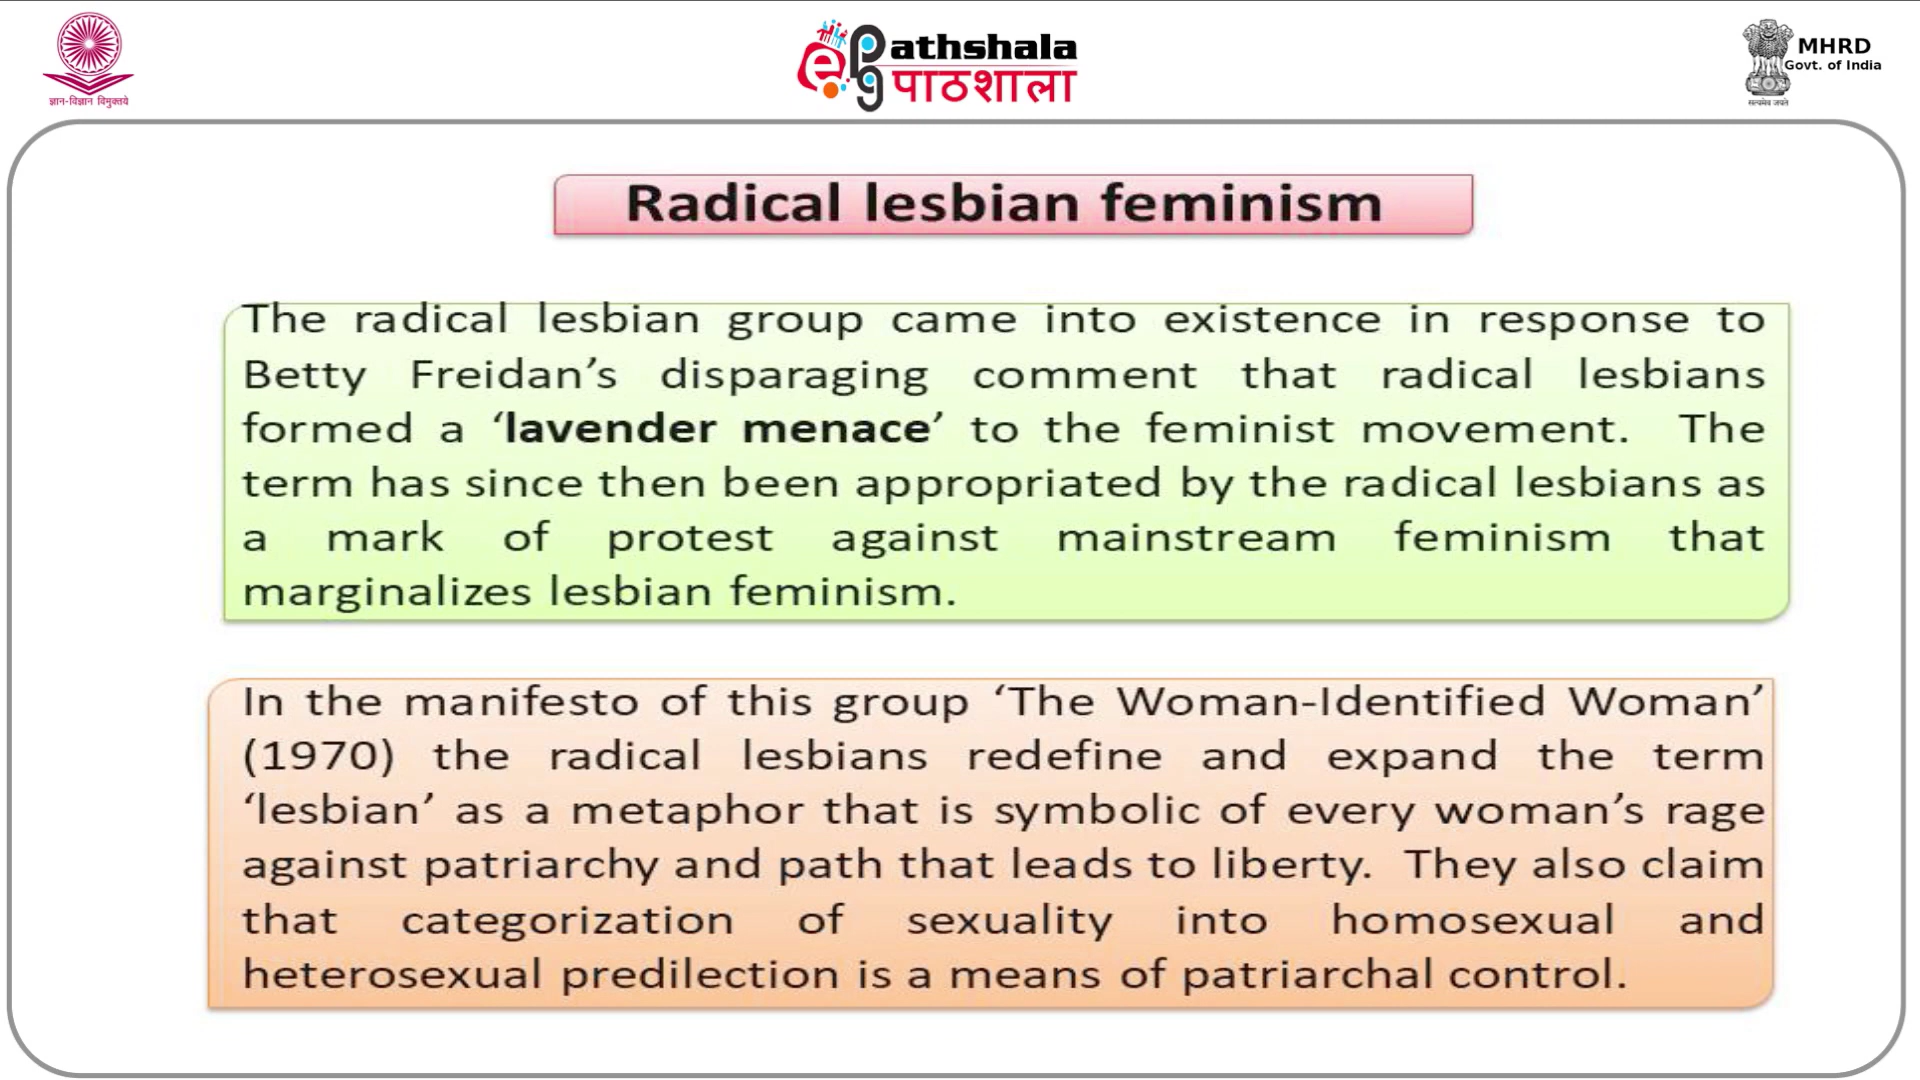 ज्ञान-विज्ञान विमुक्तये
e pg
athshala
पाठशाला
MHRD
Govt. of India
सत्यमेव जयते
Radical lesbian feminism
The radical lesbian group came into existence in response to
Betty Freidan’s disparaging comment that radical lesbians
formed a ‘lavender menace’ to the feminist movement. The
term has since then been appropriated by the radical lesbians as
a mark of protest against mainstream feminism that
marginalizes lesbian feminism.
In the manifesto of this group ‘The Woman-Identified Woman’
(1970) the radical lesbians redefine and expand the term
‘lesbian’ as a metaphor that is symbolic of every woman’s rage
against patriarchy and path that leads to liberty. They also claim
that categorization of sexuality into homosexual and
heterosexual predilection is a means of patriarchal control.